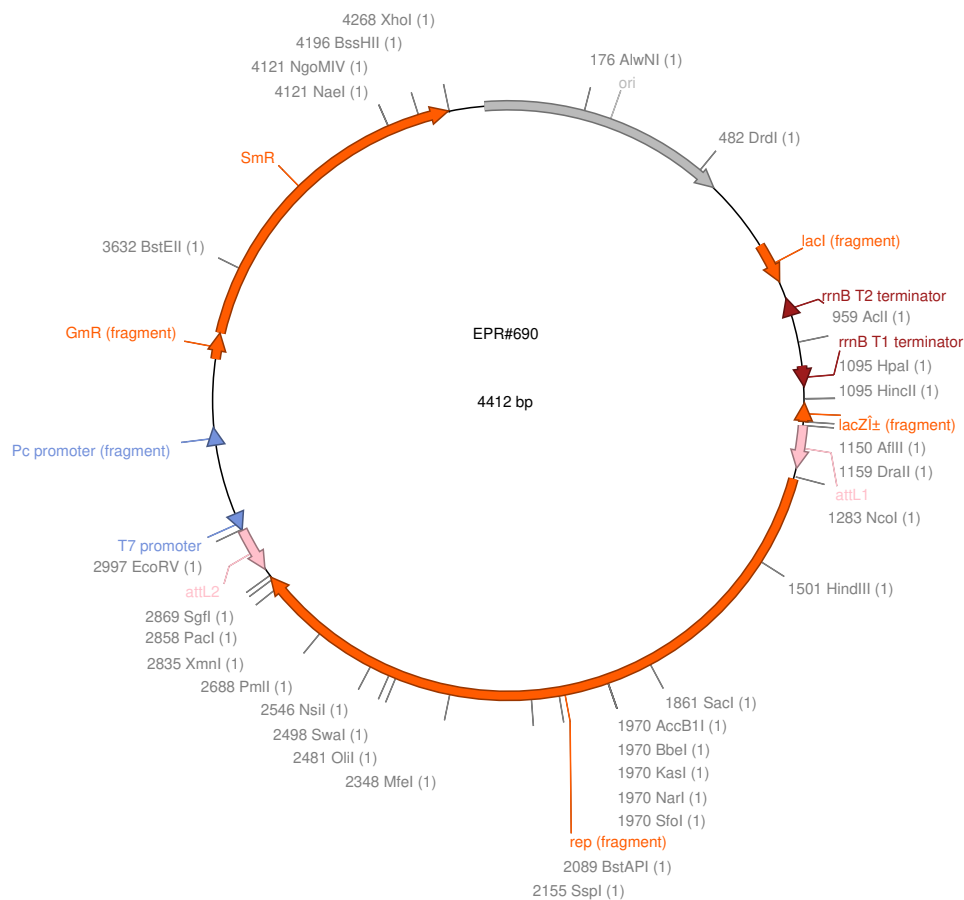 4268 XhoI (1)
4196 BssHII (1)
4121 NgoMIV (1)
4121 NaeI (1)
176 AlwNI (1)
ori
482 DrdI (1)
SmR
3632 BstEII (1)
lacI (fragment)
rrnB T2 terminator
959 AclI (1)
GmR (fragment)
EPR#690
rrnB T1 terminator
1095 HpaI (1)
1095 HincII (1)
4412 bp
lacZÎ± (fragment)
Pc promoter (fragment)
1150 AflII (1)
1159 DraII (1)
attL1
1283 NcoI (1)
T7 promoter
2997 EcoRV (1)
attL2
1501 HindIII (1)
2869 SgfI (1)
2858 PacI (1)
2835 XmnI (1)
2688 PmlI (1)
1861 SacI (1)
2546 NsiI (1)
1970 AccB1I (1)
2498 SwaI (1)
1970 BbeI (1)
2481 OliI (1)
1970 KasI (1)
2348 MfeI (1)
1970 NarI (1)
1970 SfoI (1)
rep (fragment)
2089 BstAPI (1)
2155 SspI (1)